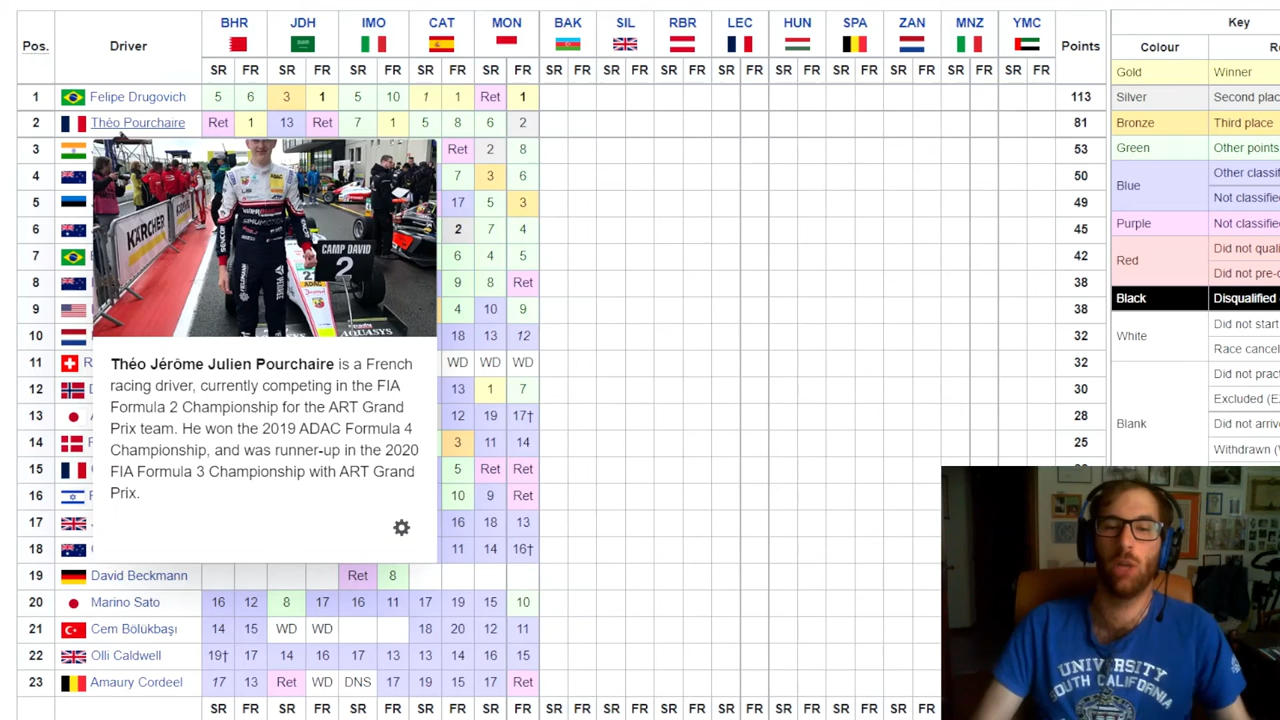 Pos. Driver BHR JDH IMO CAT MON BAK SIL RBR LEC HUN SPA ZAN MNZ YMC Points Key
Colour
SR FR SR FR SR FR SR FR SR FR SR FR SR FR SR FR SR FR SR FR SR FR SR FR SR FR SR FR
Gold Winner
1 Felipe Drugovich 5 6 3 1 5 10 1 1 Ret 1 113 Silver Second place
2 Théo Pourchaire Ret 1 13 Ret 7 1 5 8 6 2 81 Bronze Third place
3 Ret 2 8 53 Green Other points
4 7 3 6 50 Blue Other classif
5 17 5 3 49 Not classified
6 2 7 4 45 Purple Not classified
7 6 4 5 42 Red Did not quali
8 9 8 Ret 38 Did not pre-
9 4 10 9 38 Black Disqualified
10 18 13 12 32 White Did not start
11 WD WD WD 32 Race cancel
12 13 1 7 30 Blank Did not pract
13 12 19 17† 28 Excluded (E
14 3 11 14 25 Did not arriv
15 5 Ret Ret Withdrawn (
16 10 9 Ret
17 16 18 13
18 11 14 16†
KÄRCHER
KÄRCHER
CAMP DAVID
2
AQUASYS
Théo Jérôme Julien Pourchaire is a French
racing driver, currently competing in the FIA
Formula 2 Championship for the ART Grand
Prix team. He won the 2019 ADAC Formula 4
Championship, and was runner-up in the 2020
FIA Formula 3 Championship with ART Grand
Prix.
19 David Beckmann Ret 8
20 Marino Sato 16 12 8 17 16 11 17 19 15 10
21 Cem Bölükbaşı 14 15 WD WD 18 20 12 11
22 Olli Caldwell 19† 17 14 16 17 13 13 14 16 15
23 Amaury Cordeel 17 13 Ret WD DNS 17 19 15 17 Ret
SR FR SR FR SR FR SR FR SR FR SR FR SR FR SR FR SR FR SR FR SR FR SR FR
UNIVERSITY
SOUTH CALIFORNIA